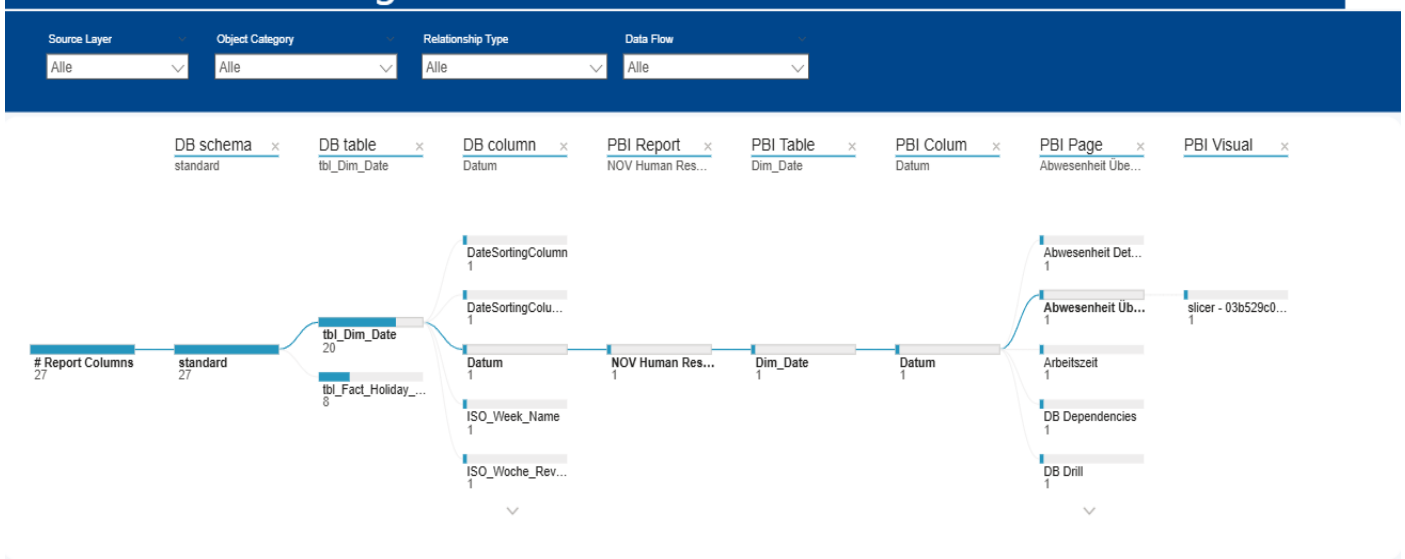 Source Layer
Object Category
Relationship Type
Data Flow
Alle
Alle
Alle
Alle
DB schema ×
DB table ×
DB column ×
PBI Report ×
PBI Table ×
PBI Colum ×
PBI Page ×
PBI Visual ×
standard
tbl_Dim_Date
Datum
NOV Human Res...
Dim_Date
Datum
Abwesenheit Übe...
# Report Columns
27
standard
27
tbl_Dim_Date
20
tbl_Fact_Holiday_...
8
DateSortingColumn
1
DateSortingColu...
1
Datum
1
ISO_Week_Name
1
ISO_Woche_Rev...
1
NOV Human Res...
1
Dim_Date
1
Datum
1
Abwesenheit Det...
1
Abwesenheit Üb...
1
Arbeitszeit
1
DB Dependencies
1
DB Drill
1
slicer - 03b529c0...
1